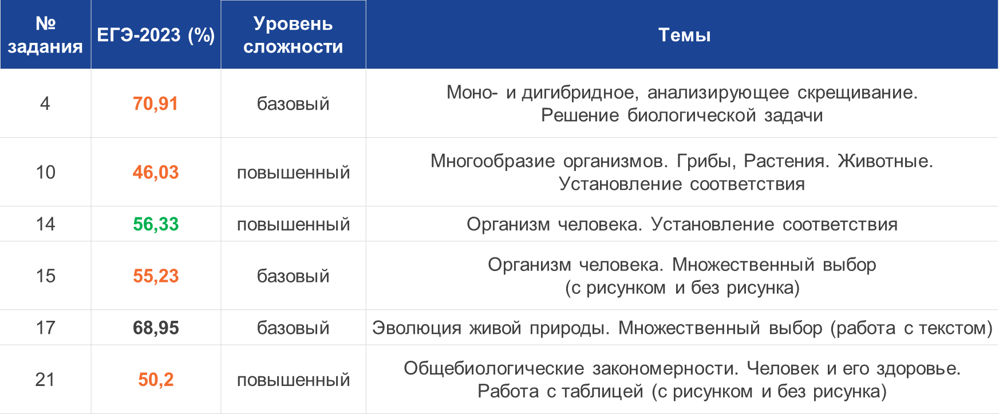 № задания ЕГЭ-2023 (%) Уровень сложности Темы
4 70,91 базовый Моно- и дигибридное, анализирующее скрещивание.
Решение биологической задачи
10 46,03 повышенный Многообразие организмов. Грибы, Растения. Животные.
Установление соответствия
14 56,33 повышенный Организм человека. Установление соответствия
15 55,23 базовый Организм человека. Множественный выбор
(с рисунком и без рисунка)
17 68,95 базовый Эволюция живой природы. Множественный выбор (работа с текстом)
21 50,2 повышенный Общебиологические закономерности. Человек и его здоровье.
Работа с таблицей (с рисунком и без рисунка)